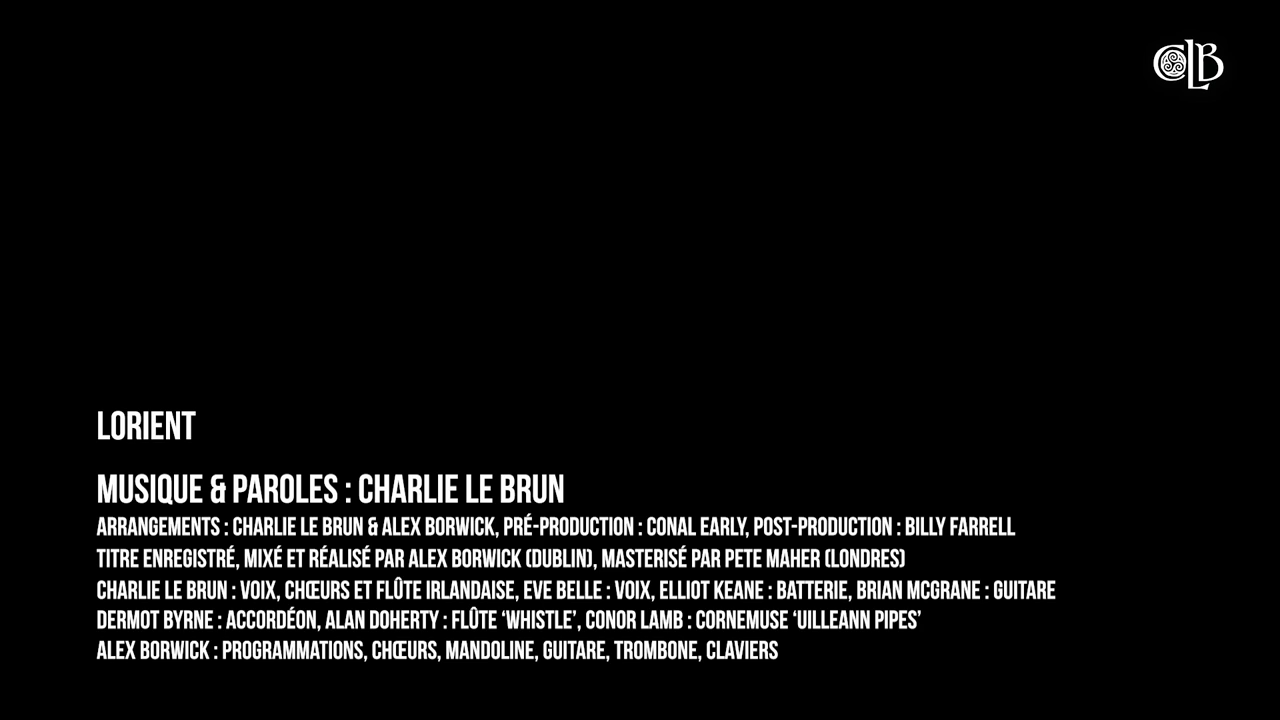 CLB
LORIENT
MUSIQUE & PAROLES : CHARLIE LE BRUN
ARRANGEMENTS : CHARLIE LE BRUN & ALEX BORWICK, PRÉ-PRODUCTION : CONAL EARLY, POST-PRODUCTION : BILLY FARRELL
TITRE ENREGISTRÉ, MIXÉ ET RÉALISÉ PAR ALEX BORWICK (DUBLIN), MASTERISÉ PAR PETE MAHER (LONDRES)
CHARLIE LE BRUN : VOIX, CHŒURS ET FLÛTE IRLANDAISE, EVE BELLE : VOIX, ELLIOT KEANE : BATTERIE, BRIAN MCGRANE : GUITARE
DERMOT BYRNE : ACCORDÉON, ALAN DOHERTY : FLÛTE ‘WHISTLE’, CONOR LAMB : CORNEMUSE ‘UILLEANN PIPES’
ALEX BORWICK : PROGRAMMATIONS, CHŒURS, MANDOLINE, GUITARE, TROMBONE, CLAVIERS